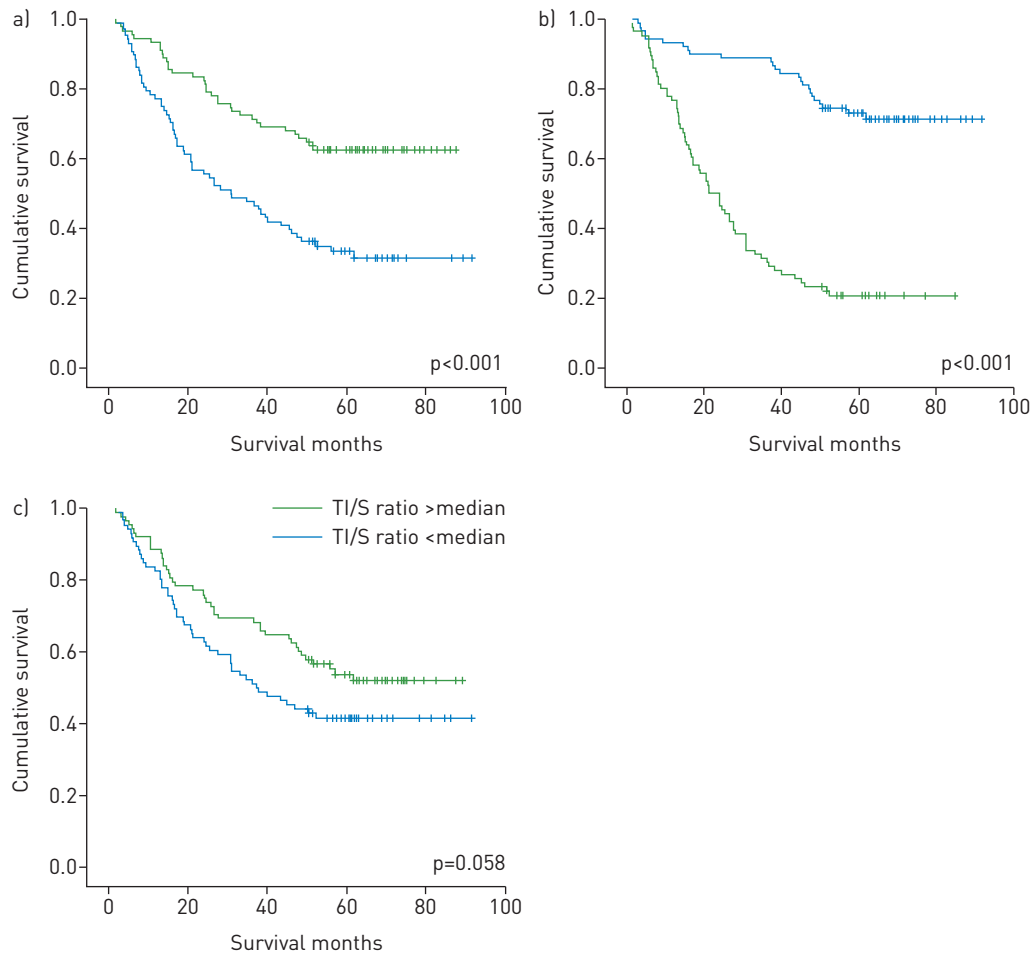 a)
1.0
0.8
0.6
0.4
0.2
0.0
Cumulative survival
p<0.001
0 20 40 60 80 100
Survival months
b)
1.0
0.8
0.6
0.4
0.2
0.0
Cumulative survival
p<0.001
0 20 40 60 80 100
Survival months
c)
1.0
0.8
0.6
0.4
0.2
0.0
Cumulative survival
TI/S ratio >median
TI/S ratio <median
p=0.058
0 20 40 60 80 100
Survival months